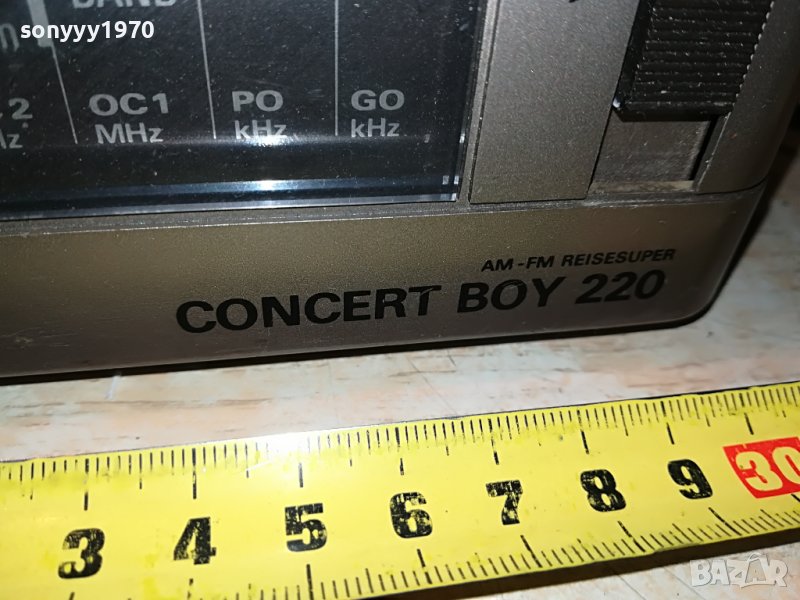 sonyyy1970
BAND
OC1 PO GO
MHz kHz kHz
AM-FM REISESUPER
CONCERT BOY 220
3 4 5 6 7 8 9 30
BAZÁR